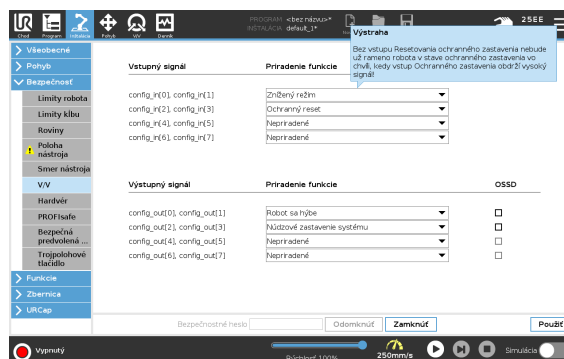 PROGRAM <bez názvu>*
INŠTALÁCIA default_1*
25EE
Chod Program Inštalácia Pohyb V/V Denník
Výstraha
Bez vstupu Resetovania ochranného zastavenia nebude
už rameno robota v stave ochranného zastavenia vo
chvíli, kedy vstup Ochranného zastavenia obdrží vysoký
signál!
Všeobecné
Pohyb
Bezpečnosť
Limity robota
Limity kĺbu
Roviny
Poloha
nástroja
Smer nástroja
V/V
Hardvér
PROFIsafe
Bezpečná
predvolená ...
Trojpolohové
tlačidlo
Funkcie
Zbernica
URCap
Vstupný signál Priradenie funkcie
config_in[0], config_in[1] Znížený režim
config_in[2], config_in[3] Ochranný reset
config_in[4], config_in[5] Nepriradené
config_in[6], config_in[7] Nepriradené
Výstupný signál Priradenie funkcie OSSD
config_out[0], config_out[1] Robot sa hýbe
config_out[2], config_out[3] Núdzové zastavenie systému
config_out[4], config_out[5] Nepriradené
config_out[6], config_out[7] Nepriradené
Bezpečnostné heslo Odomknúť Zamknúť Použiť
Vypnutý
Rýchlosť 100%
250mm/s
Simulácia